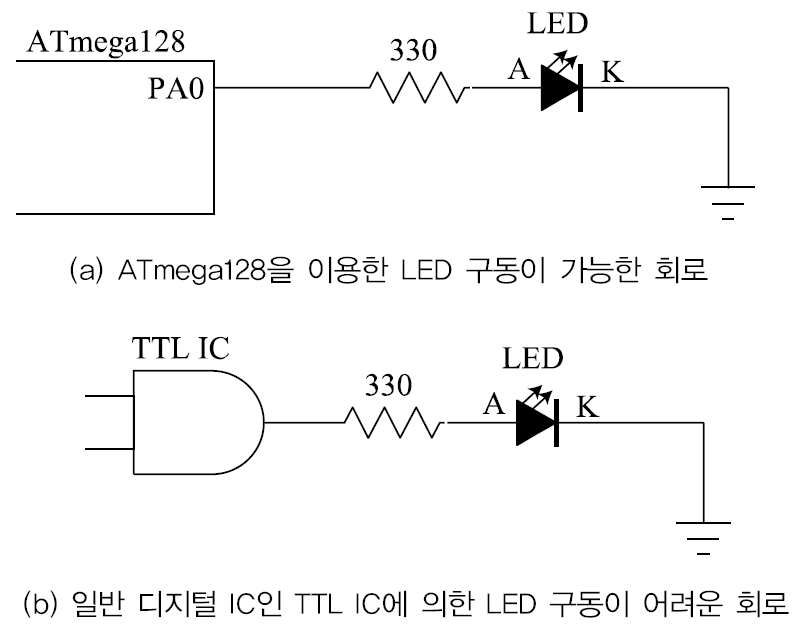 ATmega128
PA0
330
LED
A
K
(a) ATmega128을 이용한 LED 구동이 가능한 회로
TTL IC
330
LED
A
K
(b) 일반 디지털 IC인 TTL IC에 의한 LED 구동이 어려운 회로